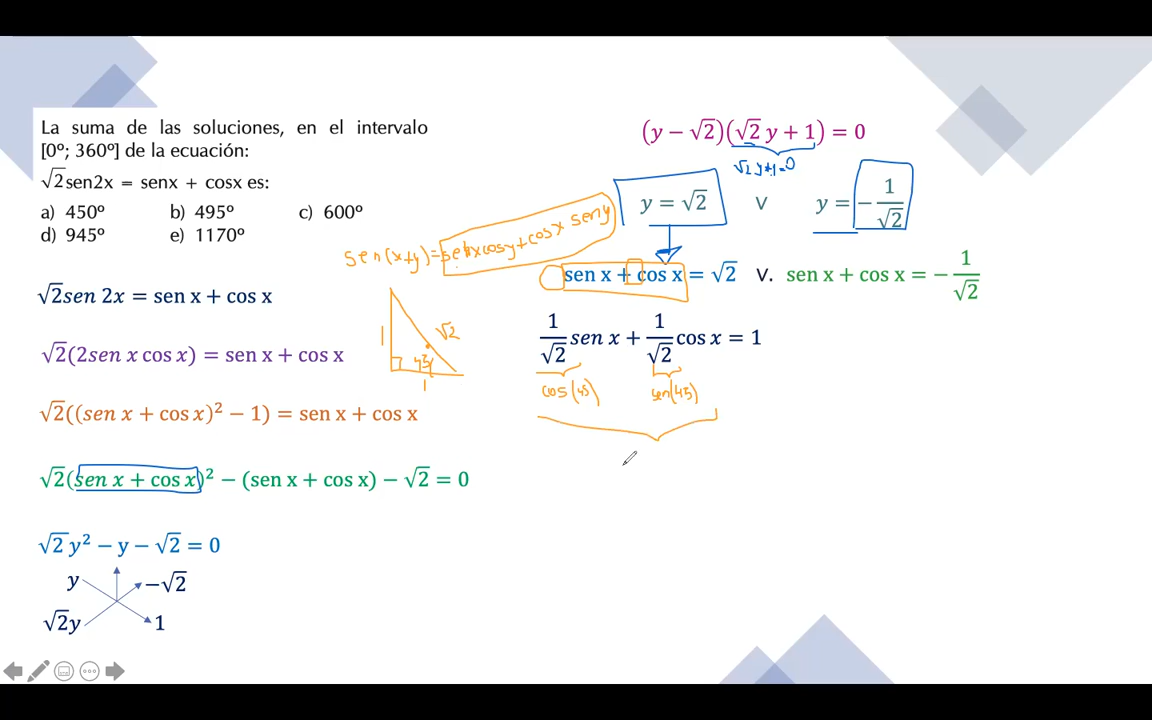 La suma de las soluciones, en el intervalo
[0º; 360º] de la ecuación:
√2sen2x = senx + cosx es:
a) 450º b) 495º c) 600º
d) 945º e) 1170º
√2sen 2x = sen x + cos x
√2(2sen x cos x) = sen x + cos x
√2((sen x + cos x)² − 1) = sen x + cos x
√2(sen x + cos x)² − (sen x + cos x) − √2 = 0
√2 y² − y − √2 = 0
y −√2
√2y 1
sen(x+y)=senxcosy+cosx seny
1 √2
45
1
(y − √2)(√2 y + 1) = 0
√2 y+1=0
y = √2 ∨ y = − 1/√2
sen x + cos x = √2 ∨. sen x + cos x = − 1/√2
1/√2 sen x + 1/√2 cos x = 1
cos(45) sen(45)